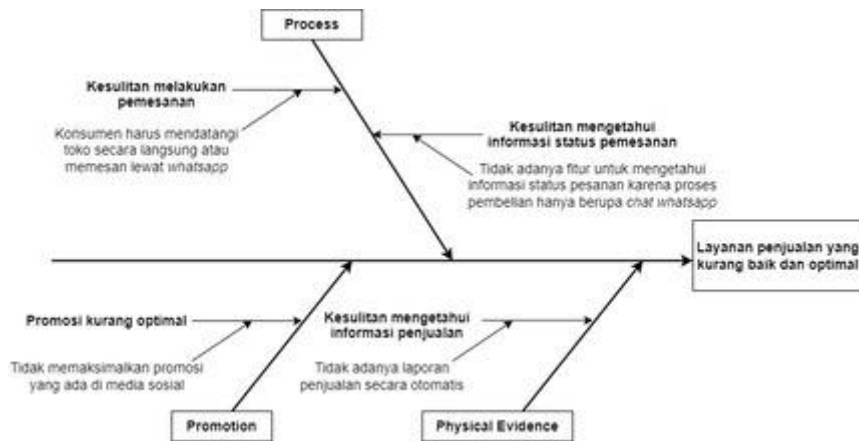 Process
Kesulitan melakukan
pemesanan
Konsumen harus mendatangi
toko secara langsung atau
memesan lewat whatsapp
Kesulitan mengetahui
informasi status pemesanan
Tidak adanya fitur untuk mengetahui
informasi status pesanan karena proses
pembelian hanya berupa chat whatsapp
Layanan penjualan yang
kurang baik dan optimal
Promosi kurang optimal
Tidak memaksimalkan promosi
yang ada di media sosial
Kesulitan mengetahui
informasi penjualan
Tidak adanya laporan
penjualan secara otomatis
Promotion
Physical Evidence